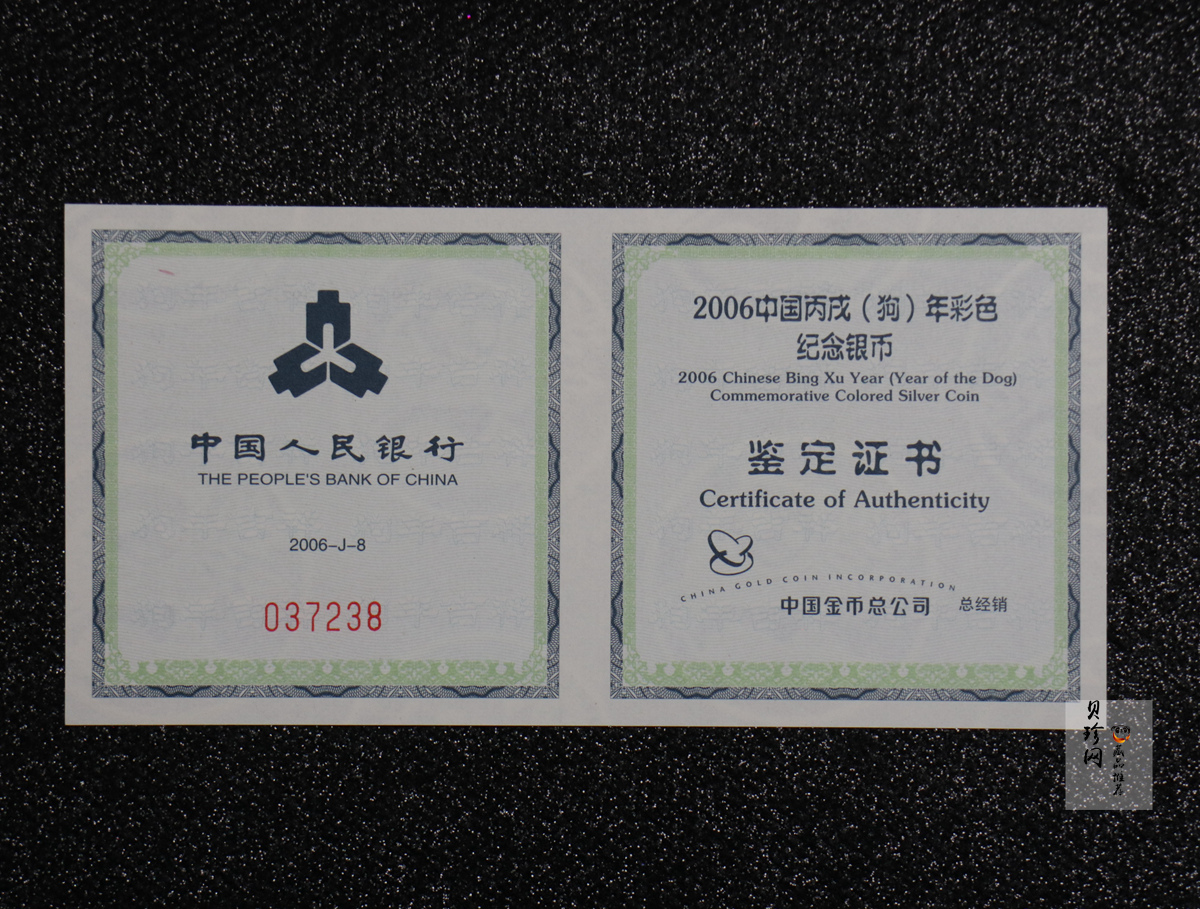 中国人民银行
THE PEOPLE'S BANK OF CHINA
2006-J-8
037238
2006中国丙戌（狗）年彩色
纪念银币
2006 Chinese Bing Xu Year (Year of the Dog)
Commemorative Colored Silver Coin
鉴定证书
Certificate of Authenticity
CHINA GOLD COIN INCORPORATION
中国金币总公司 总经销
贝珍网